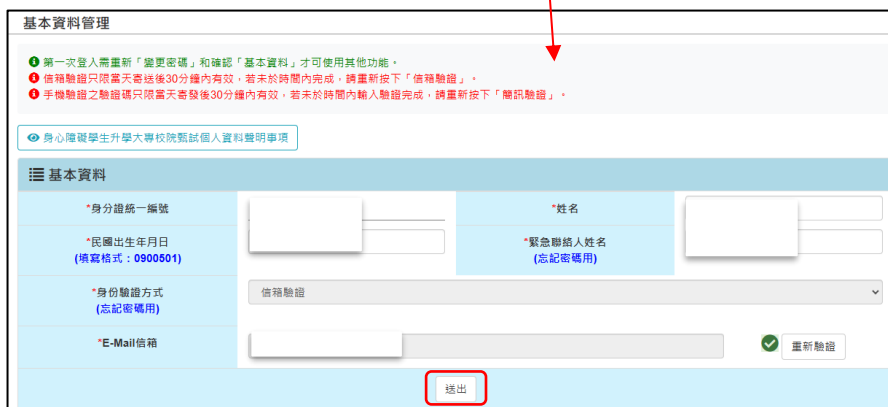 基本資料管理
第一次登入需重新「變更密碼」和確認「基本資料」才可使用其他功能。
信箱驗證只限當天寄送後30分鐘內有效，若未於時間內完成，請重新按下「信箱驗證」。
手機驗證之驗證碼只限當天寄發後30分鐘內有效，若未於時間內輸入驗證完成，請重新按下「簡訊驗證」。
身心障礙學生升學大專校院甄試個人資料聲明事項
基本資料
*身分證統一編號
*姓名
*民國出生年月日
(填寫格式：0900501)
*緊急聯絡人姓名
(忘記密碼用)
*身份驗證方式
(忘記密碼用)
信箱驗證
*E-Mail信箱
重新驗證
送出